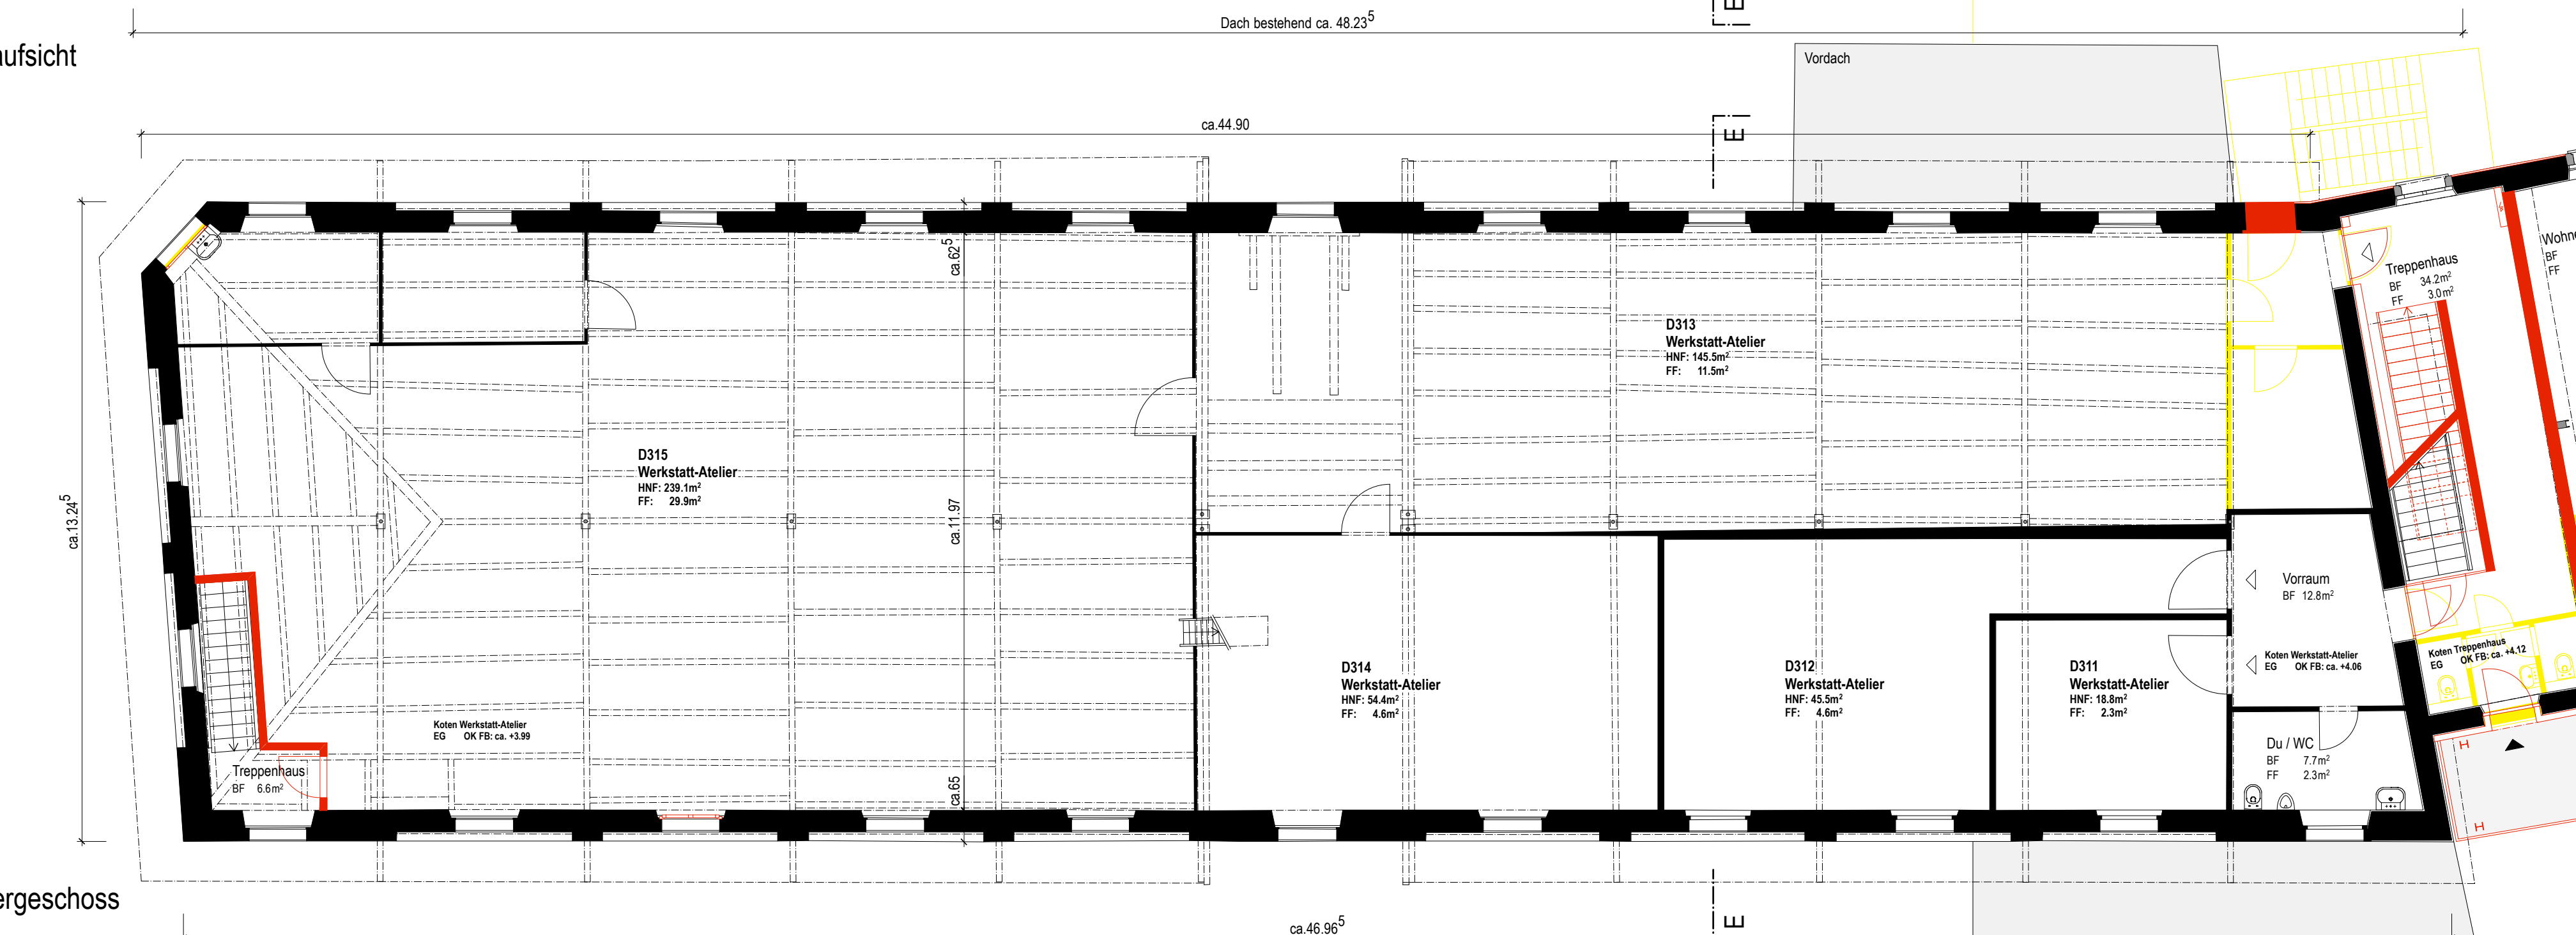 Dach bestehend ca. 48.23⁵
E
aufsicht
Vordach
ca.44.90
E
ca.62⁵
ca.13.24⁵
ca.11.97
ca.65
D315
Werkstatt-Atelier
HNF: 239.1m²
FF: 29.9m²
D313
Werkstatt-Atelier
HNF: 145.5m²
FF: 11.5m²
Treppenhaus
BF 34.2m²
FF 3.0m²
BF
FF
Vorraum
BF 12.8m²
Koten Treppenhaus
EG OK FB: ca. +4.12
Koten Werkstatt-Atelier
EG OK FB: ca. +4.06
D314
Werkstatt-Atelier
HNF: 54.4m²
FF: 4.6m²
D312
Werkstatt-Atelier
HNF: 45.5m²
FF: 4.6m²
D311
Werkstatt-Atelier
HNF: 18.8m²
FF: 2.3m²
Koten Werkstatt-Atelier
EG OK FB: ca. +3.99
Treppenhaus
BF 6.6m²
Du / WC
BF 7.7m²
FF 2.3m²
ergeschoss
E
ca.46.96⁵